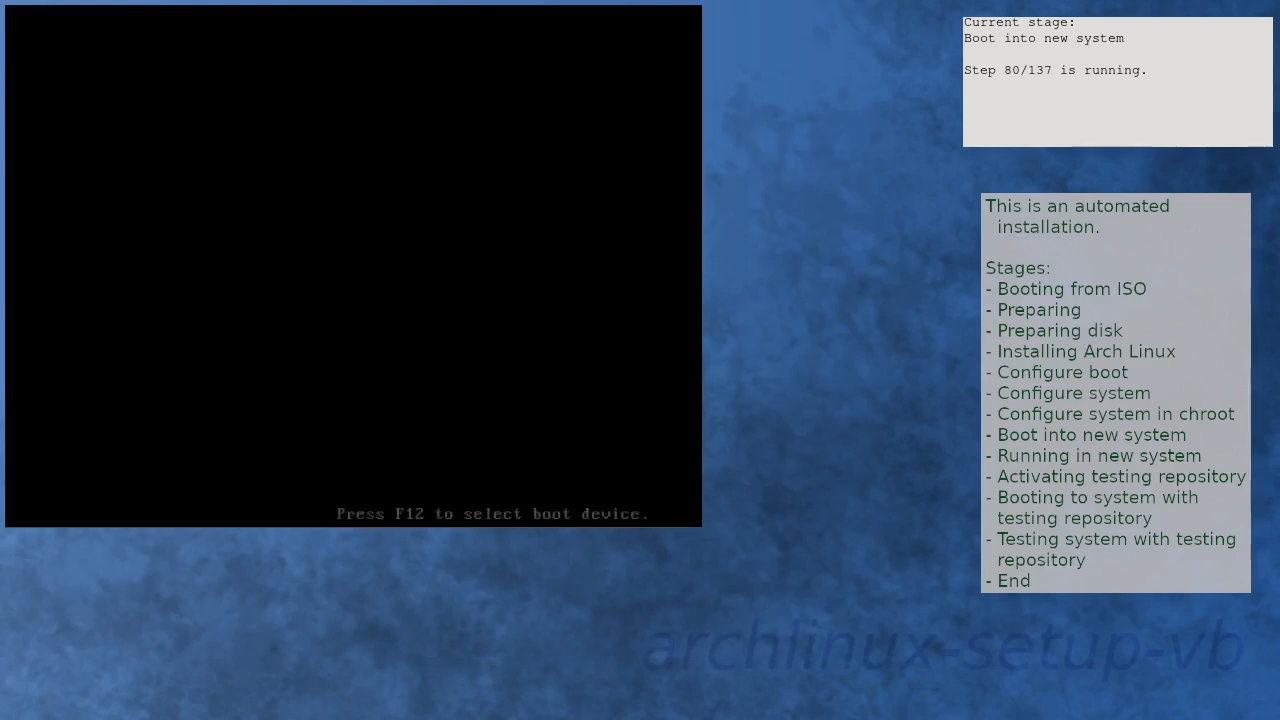 Current stage:
Boot into new system
Step 80/137 is running.
This is an automated
installation.
Stages:
- Booting from ISO
- Preparing
- Preparing disk
- Installing Arch Linux
- Configure boot
- Configure system
- Configure system in chroot
- Boot into new system
- Running in new system
- Activating testing repository
- Booting to system with
testing repository
- Testing system with testing
repository
- End
Press F12 to select boot device.
archlinux-setup-vb